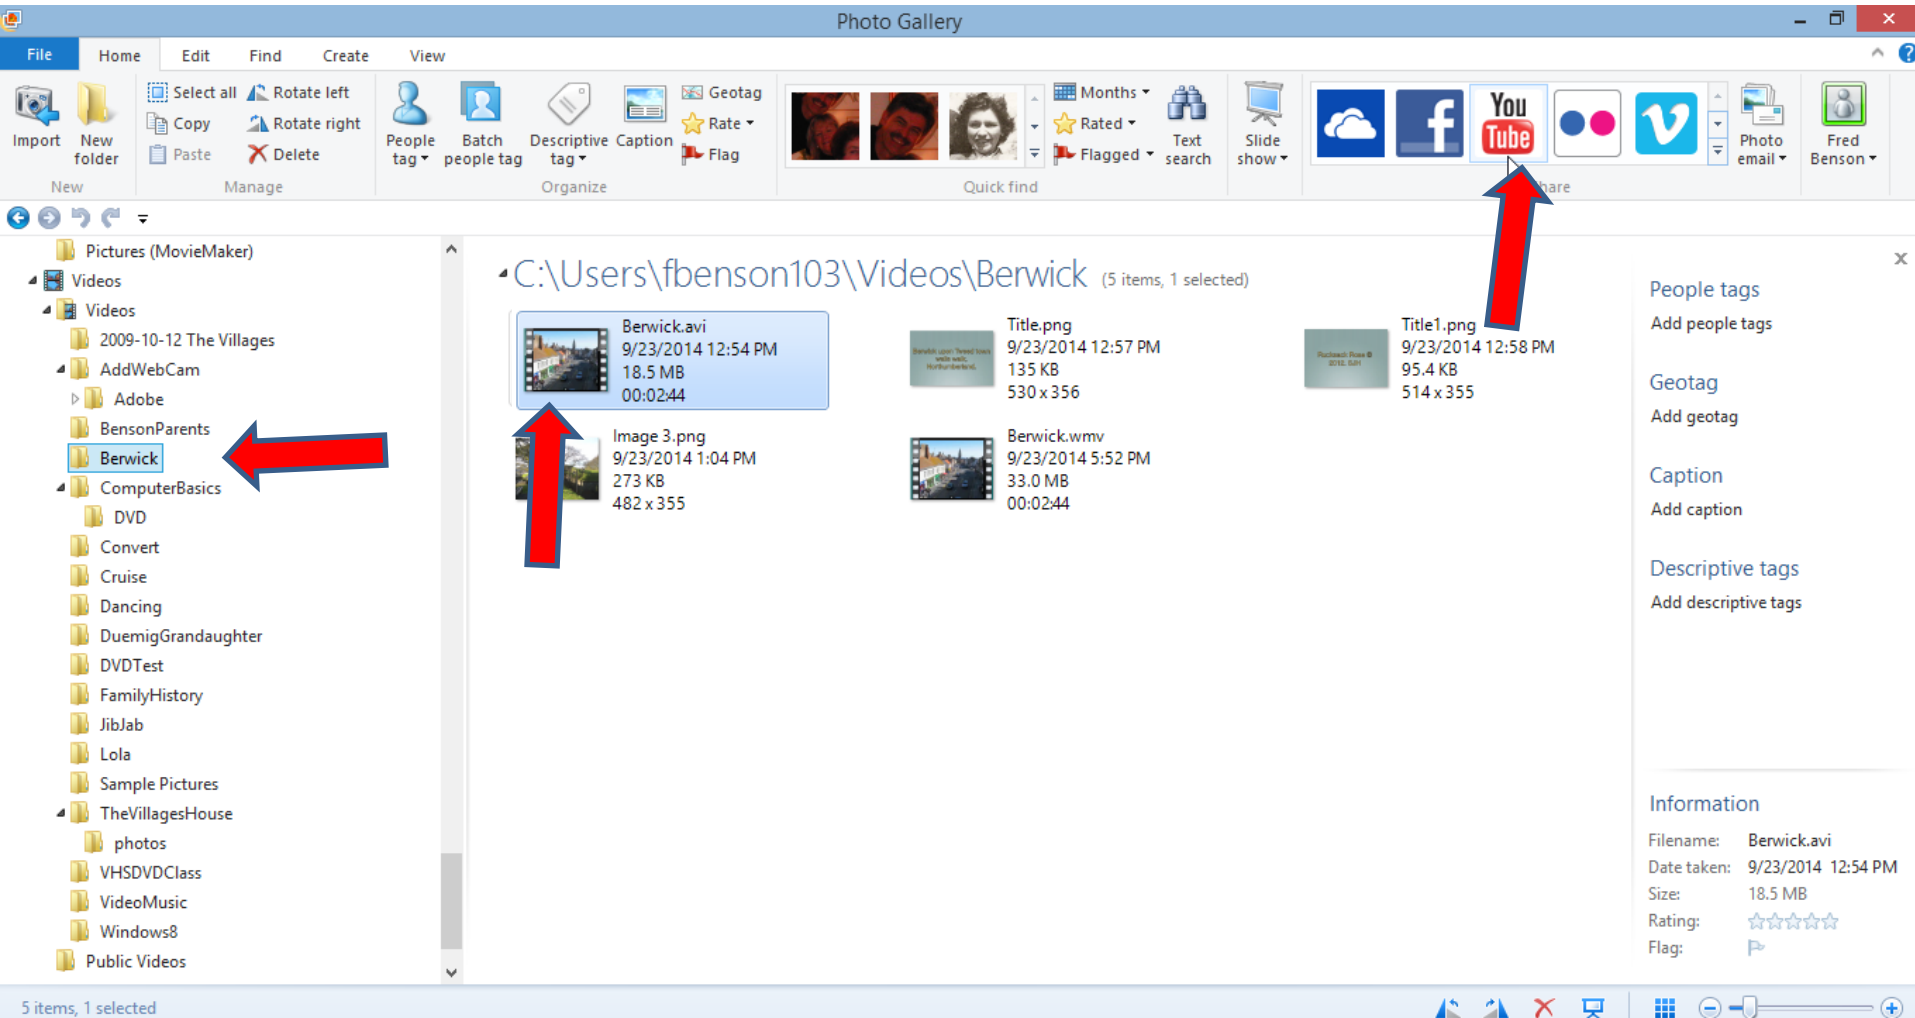 Photo Gallery
File Home Edit Find Create View
Import
New folder
New
Select all
Copy
Paste
Rotate left
Rotate right
Delete
Manage
People tag
Batch people tag
Descriptive tag
Caption
Geotag
Rate
Flag
Organize
Quick find
Months
Rated
Flagged
Text search
Slide show
You
Tube
f
hare
Photo email
Fred Benson
Pictures (MovieMaker)
Videos
Videos
2009-10-12 The Villages
AddWebCam
Adobe
BensonParents
Berwick
ComputerBasics
DVD
Convert
Cruise
Dancing
DuemigGrandaughter
DVDTest
FamilyHistory
JibJab
Lola
Sample Pictures
TheVillagesHouse
photos
VHSDVDClass
VideoMusic
Windows8
Public Videos
C:\Users\fbenson103\Videos\Berwick (5 items, 1 selected)
Berwick.avi
9/23/2014 12:54 PM
18.5 MB
00:02:44
Berwick upon Tweed town
walls walk,
Northumberland.
Title.png
9/23/2014 12:57 PM
135 KB
530 x 356
Title1.png
9/23/2014 12:58 PM
95.4 KB
514 x 355
Image 3.png
9/23/2014 1:04 PM
273 KB
482 x 355
Berwick.wmv
9/23/2014 5:52 PM
33.0 MB
00:02:44
People tags
Add people tags
Geotag
Add geotag
Caption
Add caption
Descriptive tags
Add descriptive tags
Information
Filename: Berwick.avi
Date taken: 9/23/2014 12:54 PM
Size: 18.5 MB
Rating:
Flag:
5 items, 1 selected